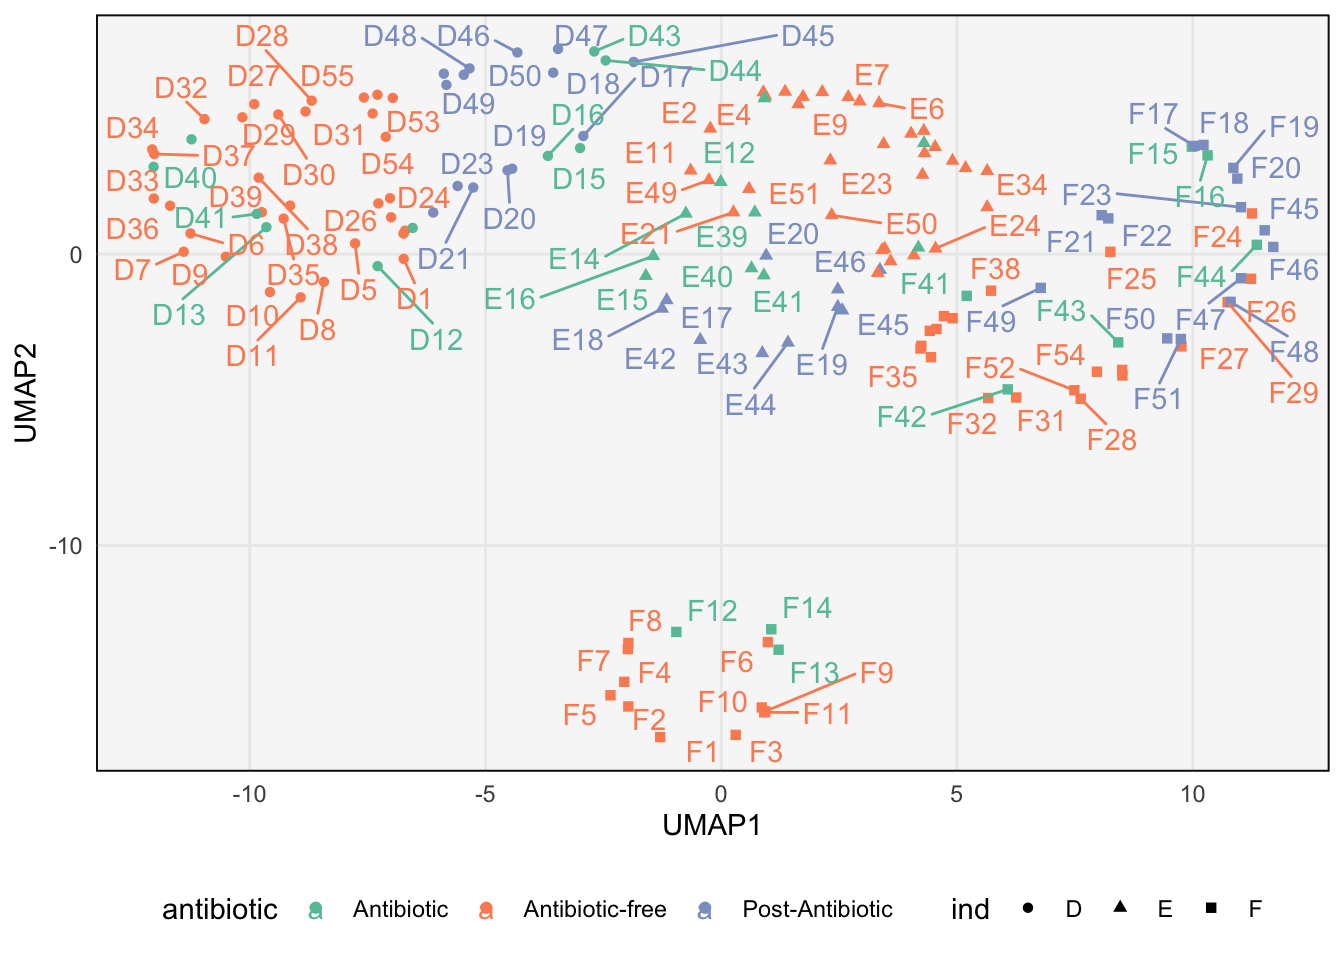 D28
D48
D46
D47
D43
D45
D32
D27
D55
D50
D18
D17
D44
E7
D49
D16
E2
E4
E9
E6
F17
F18
F19
D34
D29
D31
D53
D19
D37
D30
D54
D23
D15
E11
E12
F15
F20
D33
D40
D39
D24
E49
E51
E23
E34
F23
F16
F45
D36
D41
D26
D20
E21
E39
E20
E50
E24
F21
F22
F24
D7
D6
D9
D38
D35
D21
E14
E46
F38
F25
F44
F46
D5
D1
E16
E15
E40
E41
F41
D13
D10
D8
D12
E18
E17
E45
F49
F43
F50
F47
F26
D11
E42
E43
E19
F35
F52
F54
F27
F48
E44
F42
F32
F31
F28
F51
F29
F12
F14
F8
F7
F4
F6
F13
F9
F5
F2
F10
F11
F1
F3
0
-10
UMAP2
-10
-5
0
5
10
UMAP1
antibiotic
a Antibiotic
a Antibiotic-free
a Post-Antibiotic
ind
D
E
F